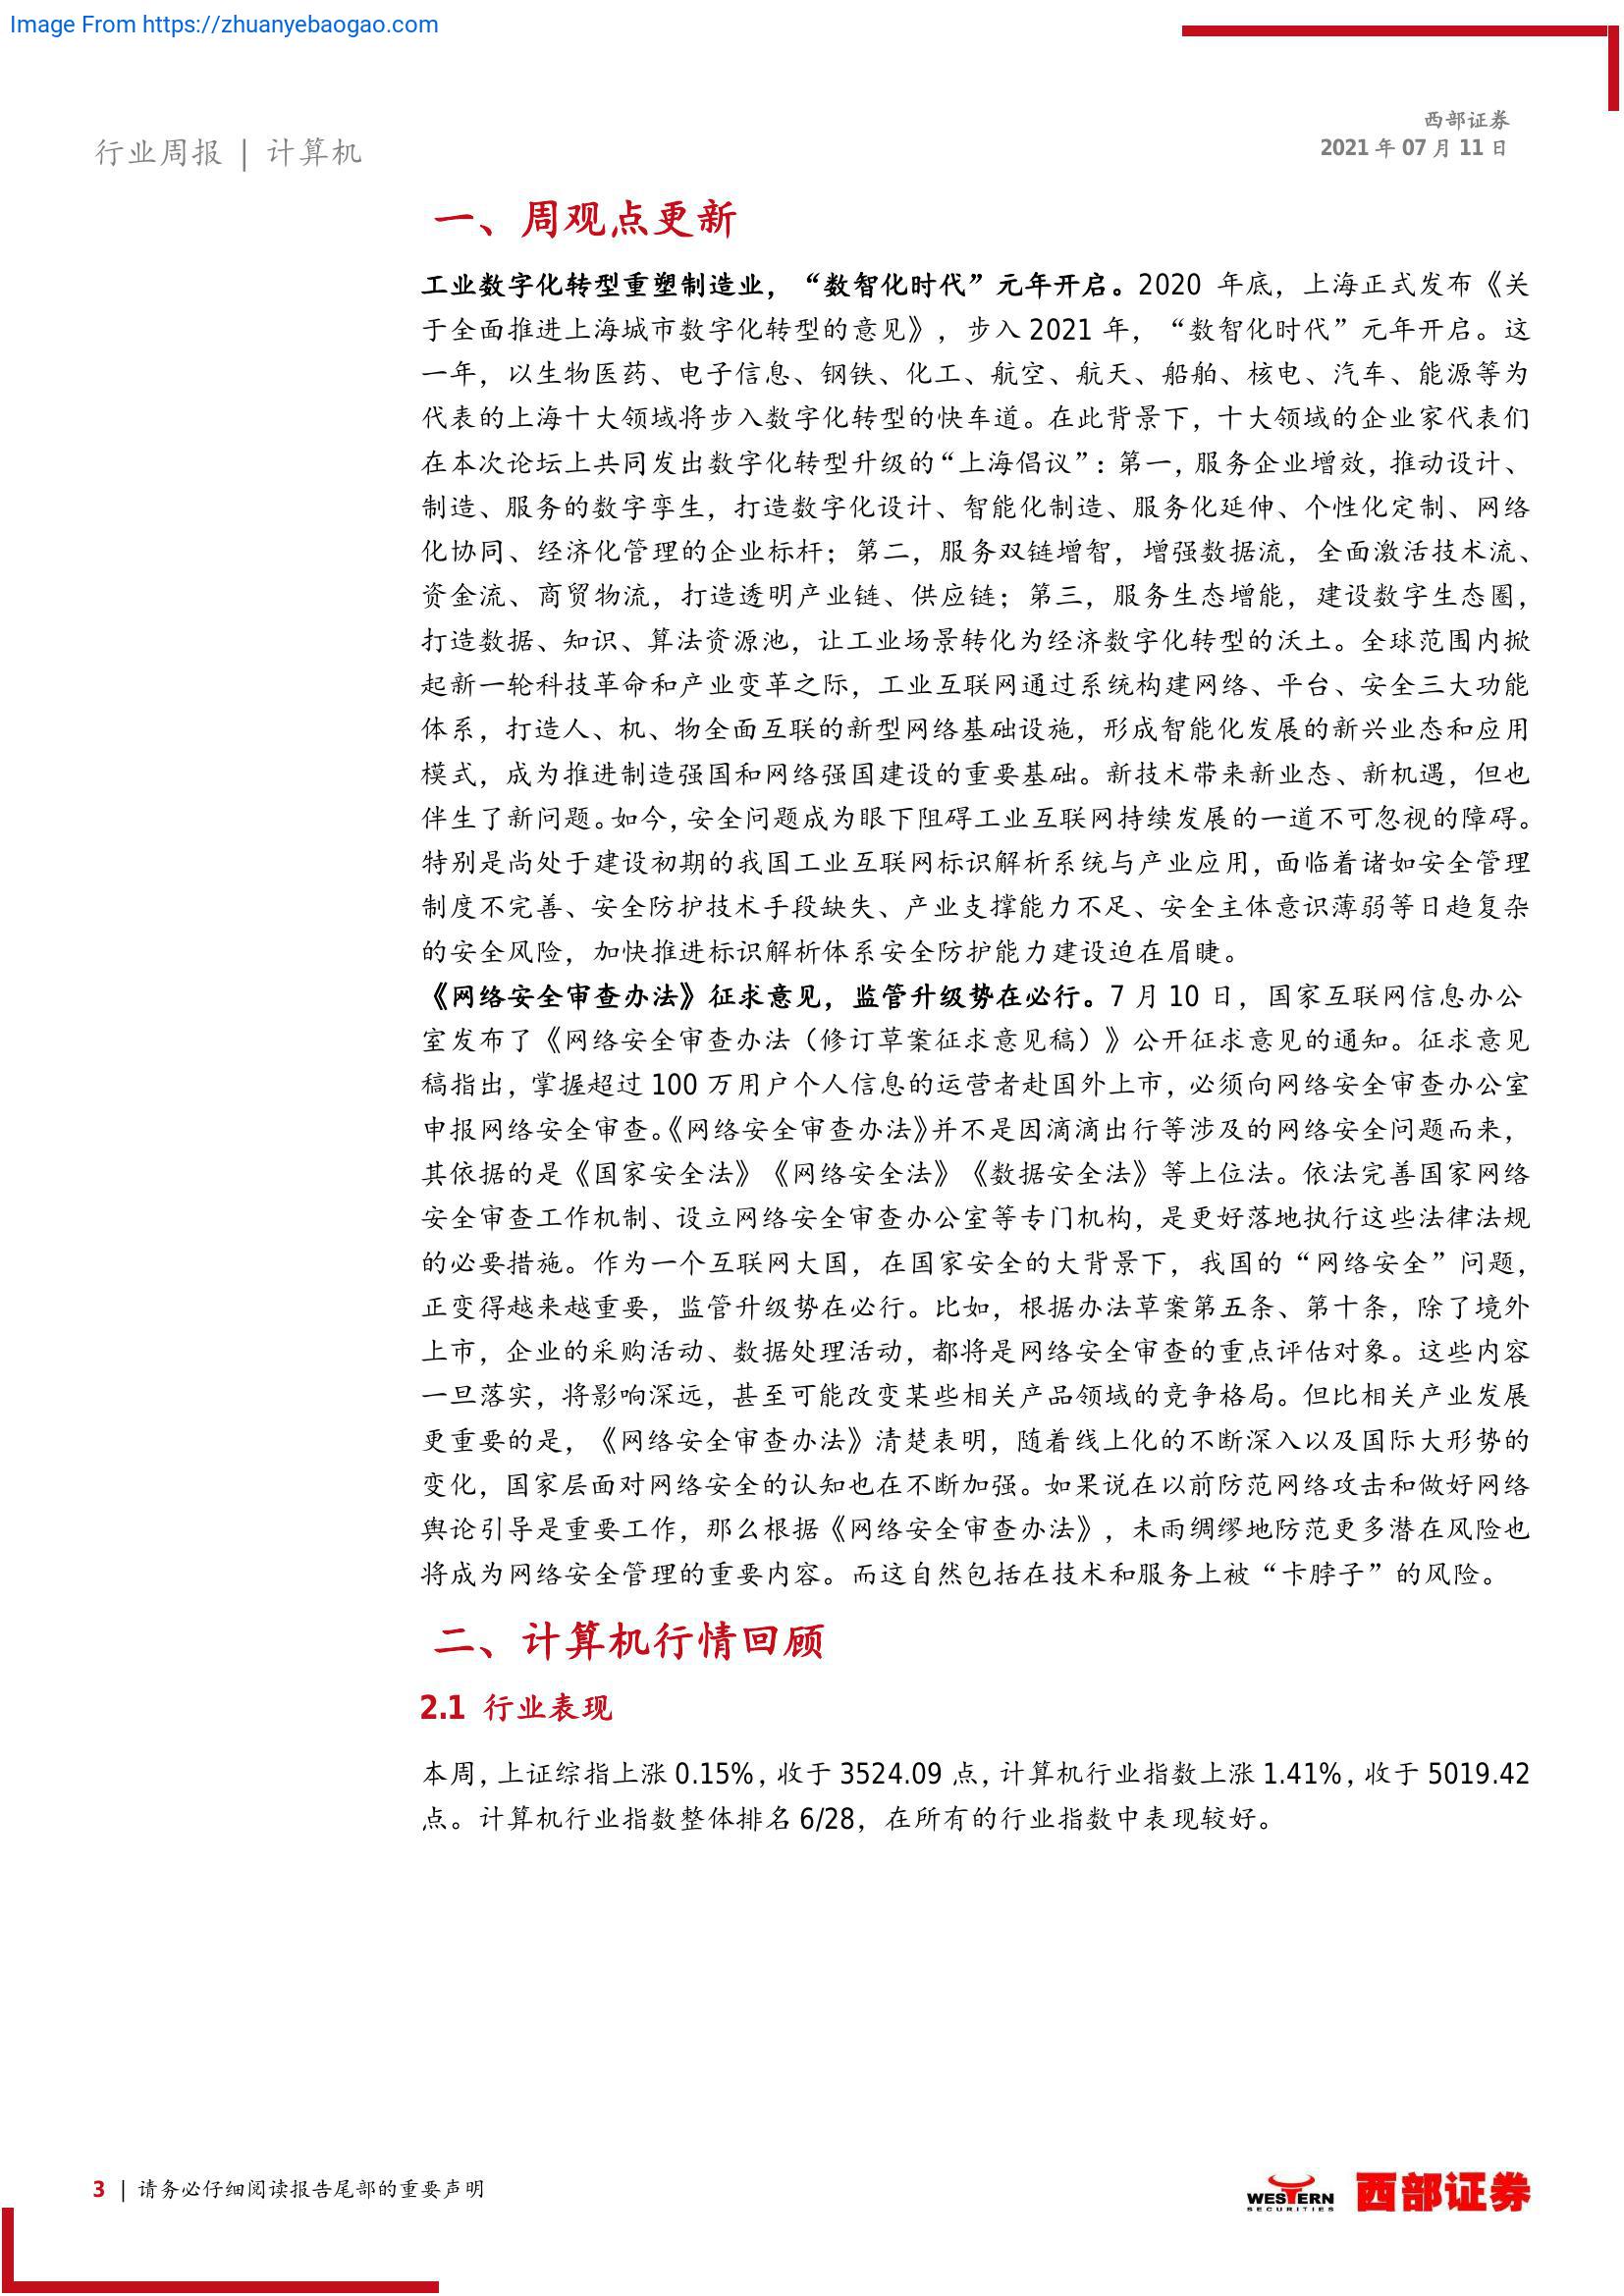 Image From https://zhuanyebaogao.com
行业周报 | 计算机
西部证券
2021 年 07 月 11 日
一、周观点更新
工业数字化转型重塑制造业，“数智化时代”元年开启。2020 年底，上海正式发布《关
于全面推进上海城市数字化转型的意见》，步入 2021 年，“数智化时代”元年开启。这
一年，以生物医药、电子信息、钢铁、化工、航空、航天、船舶、核电、汽车、能源等为
代表的上海十大领域将步入数字化转型的快车道。在此背景下，十大领域的企业家代表们
在本次论坛上共同发出数字化转型升级的“上海倡议”：第一，服务企业增效，推动设计、
制造、服务的数字孪生，打造数字化设计、智能化制造、服务化延伸、个性化定制、网络
化协同、经济化管理的企业标杆；第二，服务双链增智，增强数据流，全面激活技术流、
资金流、商贸物流，打造透明产业链、供应链；第三，服务生态增能，建设数字生态圈，
打造数据、知识、算法资源池，让工业场景转化为经济数字化转型的沃土。全球范围内掀
起新一轮科技革命和产业变革之际，工业互联网通过系统构建网络、平台、安全三大功能
体系，打造人、机、物全面互联的新型网络基础设施，形成智能化发展的新兴业态和应用
模式，成为推进制造强国和网络强国建设的重要基础。新技术带来新业态、新机遇，但也
伴生了新问题。如今，安全问题成为眼下阻碍工业互联网持续发展的一道不可忽视的障碍。
特别是尚处于建设初期的我国工业互联网标识解析系统与产业应用，面临着诸如安全管理
制度不完善、安全防护技术手段缺失、产业支撑能力不足、安全主体意识薄弱等日趋复杂
的安全风险，加快推进标识解析体系安全防护能力建设迫在眉睫。
《网络安全审查办法》征求意见，监管升级势在必行。7 月 10 日，国家互联网信息办公
室发布了《网络安全审查办法（修订草案征求意见稿）》公开征求意见的通知。征求意见
稿指出，掌握超过 100 万用户个人信息的运营者赴国外上市，必须向网络安全审查办公室
申报网络安全审查。《网络安全审查办法》并不是因滴滴出行等涉及的网络安全问题而来，
其依据的是《国家安全法》《网络安全法》《数据安全法》等上位法。依法完善国家网络
安全审查工作机制、设立网络安全审查办公室等专门机构，是更好落地执行这些法律法规
的必要措施。作为一个互联网大国，在国家安全的大背景下，我国的“网络安全”问题，
正变得越来越重要，监管升级势在必行。比如，根据办法草案第五条、第十条，除了境外
上市，企业的采购活动、数据处理活动，都将是网络安全审查的重点评估对象。这些内容
一旦落实，将影响深远，甚至可能改变某些相关产品领域的竞争格局。但比相关产业发展
更重要的是，《网络安全审查办法》清楚表明，随着线上化的不断深入以及国际大形势的
变化，国家层面对网络安全的认知也在不断加强。如果说在以前防范网络攻击和做好网络
舆论引导是重要工作，那么根据《网络安全审查办法》，未雨绸缪地防范更多潜在风险也
将成为网络安全管理的重要内容。而这自然包括在技术和服务上被“卡脖子”的风险。
二、计算机行情回顾
2.1 行业表现
本周，上证综指上涨 0.15%，收于 3524.09 点，计算机行业指数上涨 1.41%，收于 5019.42
点。计算机行业指数整体排名 6/28，在所有的行业指数中表现较好。
3 | 请务必仔细阅读报告尾部的重要声明
WESTERN
SECURITIES
西部证券